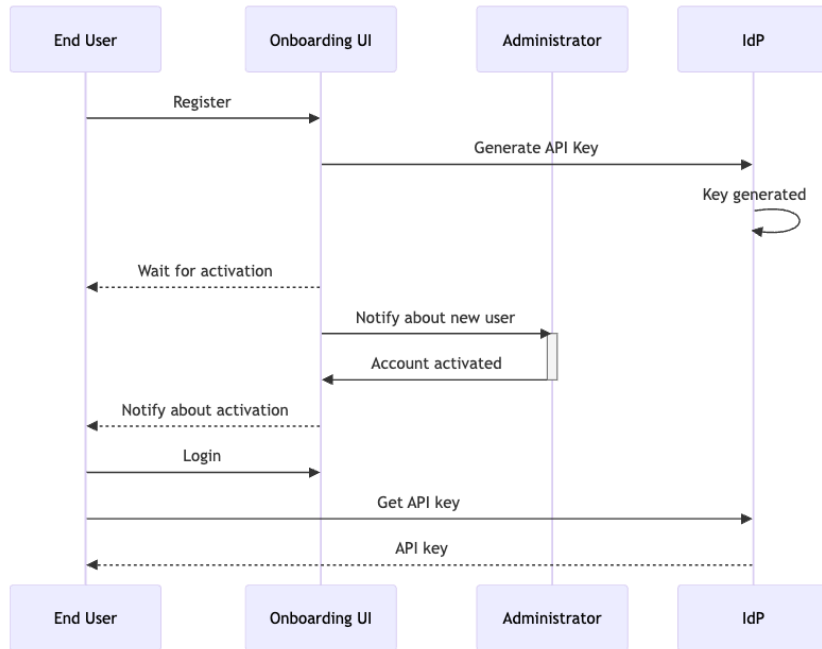 End User
Onboarding UI
Administrator
IdP
Register
Generate API Key
Key generated
Wait for activation
Notify about new user
Account activated
Notify about activation
Login
Get API key
API key
End User
Onboarding UI
Administrator
IdP